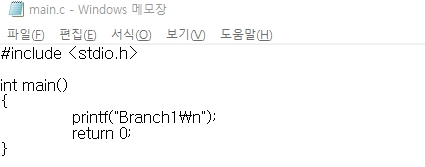 main.c - Windows 메모장
파일(F) 편집(E) 서식(O) 보기(V) 도움말(H)
#include <stdio.h>
int main()
{
printf("Branch1₩n");
return 0;
}